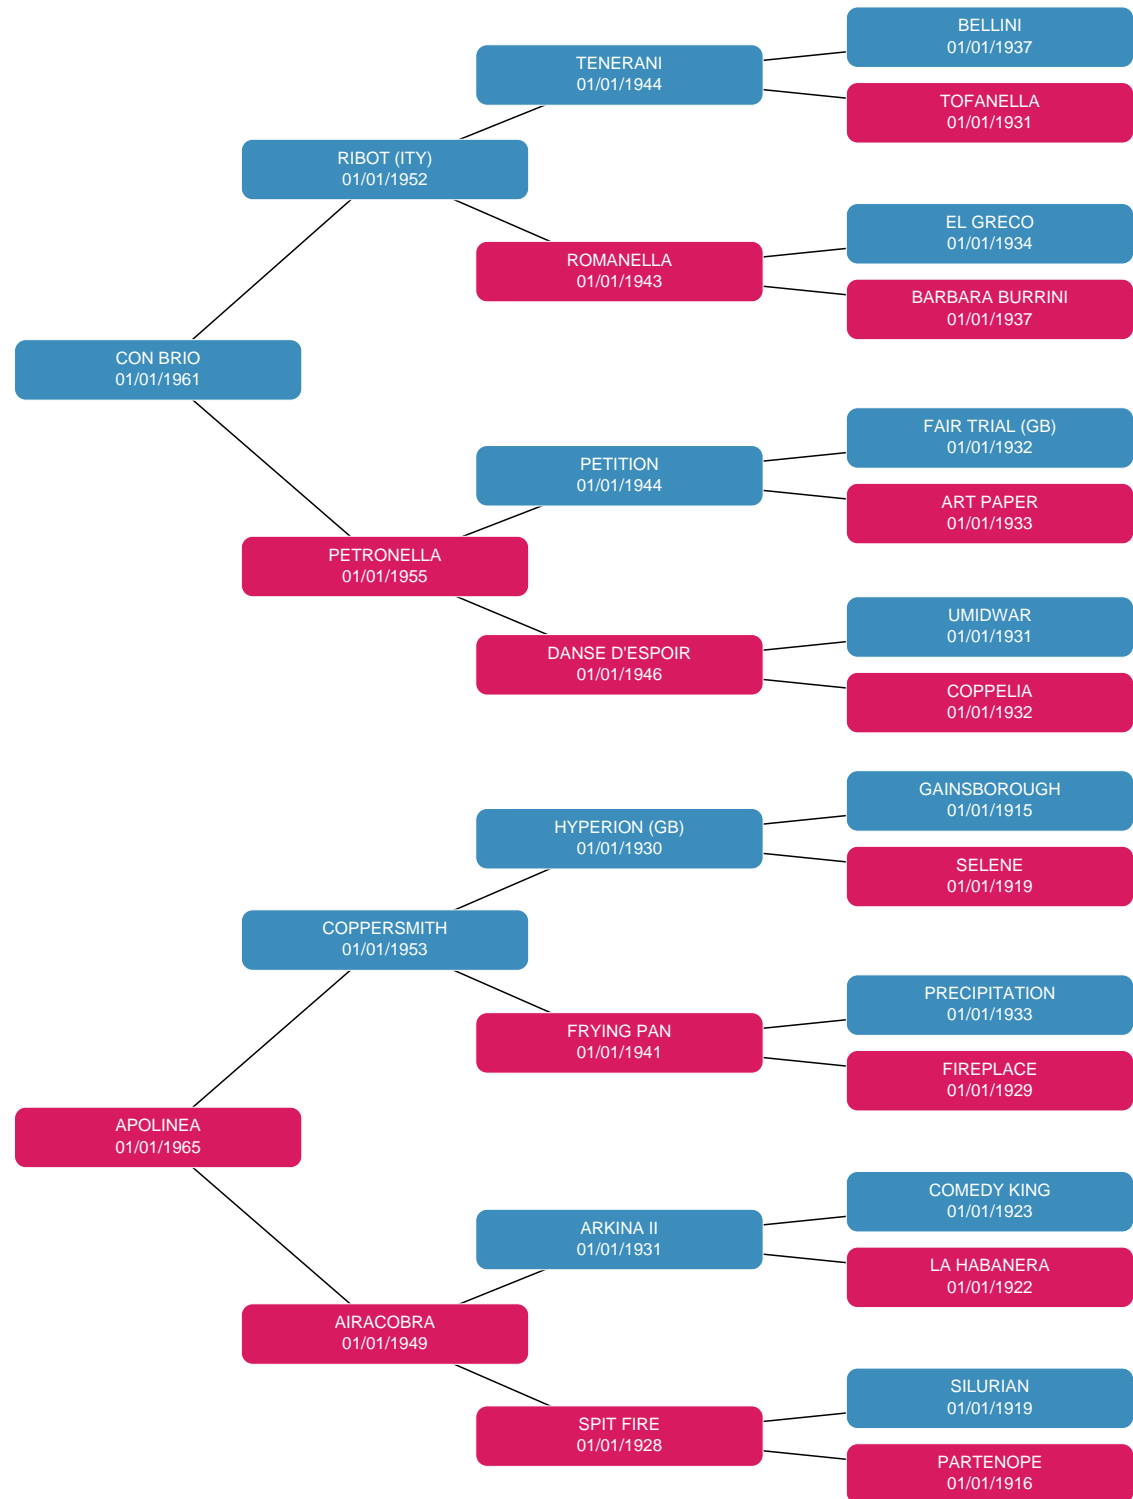 BELLINI
01/01/1937
TENERANI
01/01/1944
TOFANELLA
01/01/1931
RIBOT (ITY)
01/01/1952
EL GRECO
01/01/1934
ROMANELLA
01/01/1943
BARBARA BURRINI
01/01/1937
CON BRIO
01/01/1961
FAIR TRIAL (GB)
01/01/1932
PETITION
01/01/1944
ART PAPER
01/01/1933
PETRONELLA
01/01/1955
UMIDWAR
01/01/1931
DANSE D'ESPOIR
01/01/1946
COPPELIA
01/01/1932
GAINSBOROUGH
01/01/1915
HYPERION (GB)
01/01/1930
SELENE
01/01/1919
COPPERSMITH
01/01/1953
PRECIPITATION
01/01/1933
FRYING PAN
01/01/1941
FIREPLACE
01/01/1929
APOLINEA
01/01/1965
COMEDY KING
01/01/1923
ARKINA II
01/01/1931
LA HABANERA
01/01/1922
AIRACOBRA
01/01/1949
SILURIAN
01/01/1919
SPIT FIRE
01/01/1928
PARTENOPE
01/01/1916